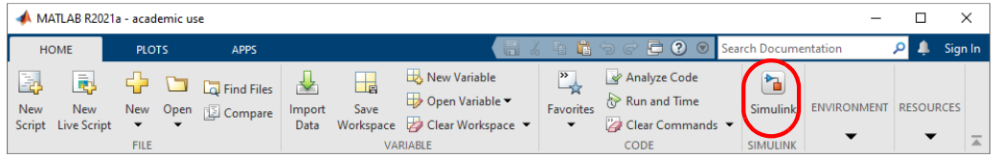 MATLAB R2021a - academic use
HOME PLOTS APPS Search Documentation Sign In
New Script
New Live Script
New
Open
Find Files
Compare
FILE
Import Data
Save Workspace
New Variable
Open Variable
Clear Workspace
VARIABLE
Favorites
Analyze Code
Run and Time
Clear Commands
CODE
Simulink
SIMULINK
ENVIRONMENT
RESOURCES